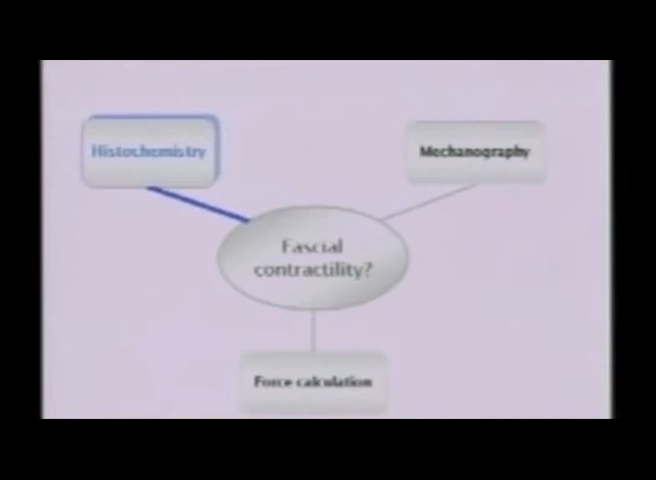 Histochemistry
Mechanography
Fascial
contractility?
Force calculation